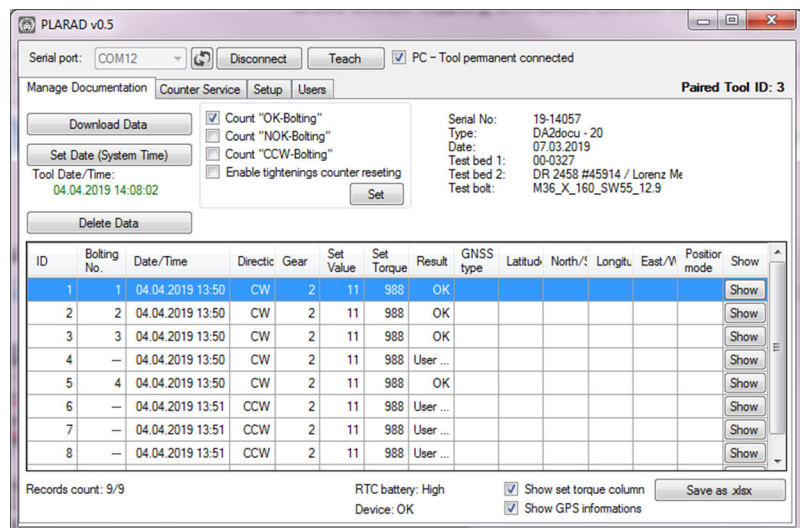 PLARAD v0.5
Serial port: COM12 Disconnect Teach PC - Tool permanent connected
Manage Documentation Counter Service Setup Users Paired Tool ID: 3
Download Data
Set Date (System Time)
Tool Date/Time:
04.04.2019 14:08:02
Delete Data
Count "OK-Bolting"
Count "NOK-Bolting"
Count "CCW-Bolting"
Enable tightenings counter reseting
Set
Serial No: 19-14057
Type: DA2docu - 20
Date: 07.03.2019
Test bed 1: 00-0327
Test bed 2: DR 2458 #45914 / Lorenz Me
Test bolt: M36_X_160_SW55_12.9
ID Bolting No. Date/Time Directic Gear Set Value Set Torque Result GNSS type Latitud North/S Longitu East/W Position mode Show
1 1 04.04.2019 13:50 CW 2 11 988 OK Show
2 2 04.04.2019 13:50 CW 2 11 988 OK Show
3 3 04.04.2019 13:50 CW 2 11 988 OK Show
4 --- 04.04.2019 13:50 CW 2 11 988 User ... Show
5 4 04.04.2019 13:50 CW 2 11 988 OK Show
6 --- 04.04.2019 13:51 CCW 2 11 988 User ... Show
7 --- 04.04.2019 13:51 CCW 2 11 988 User ... Show
8 --- 04.04.2019 13:51 CCW 2 11 988 User ... Show
Records count: 9/9 RTC battery: High Show set torque column Save as .xlsx
Device: OK Show GPS informations